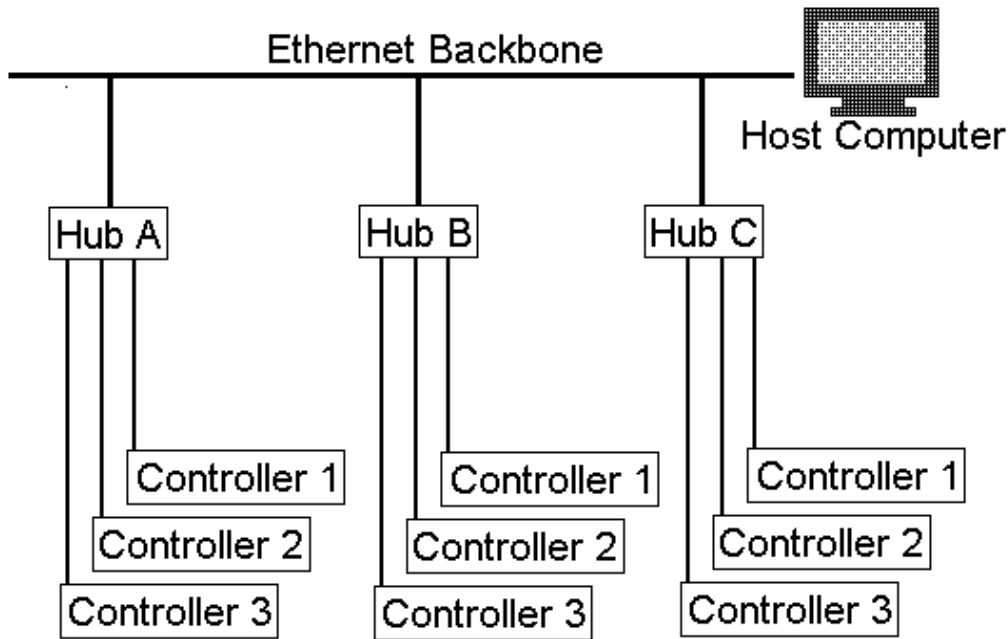 Ethernet Backbone
Host Computer
Hub A
Hub B
Hub C
Controller 1
Controller 1
Controller 1
Controller 2
Controller 2
Controller 2
Controller 3
Controller 3
Controller 3